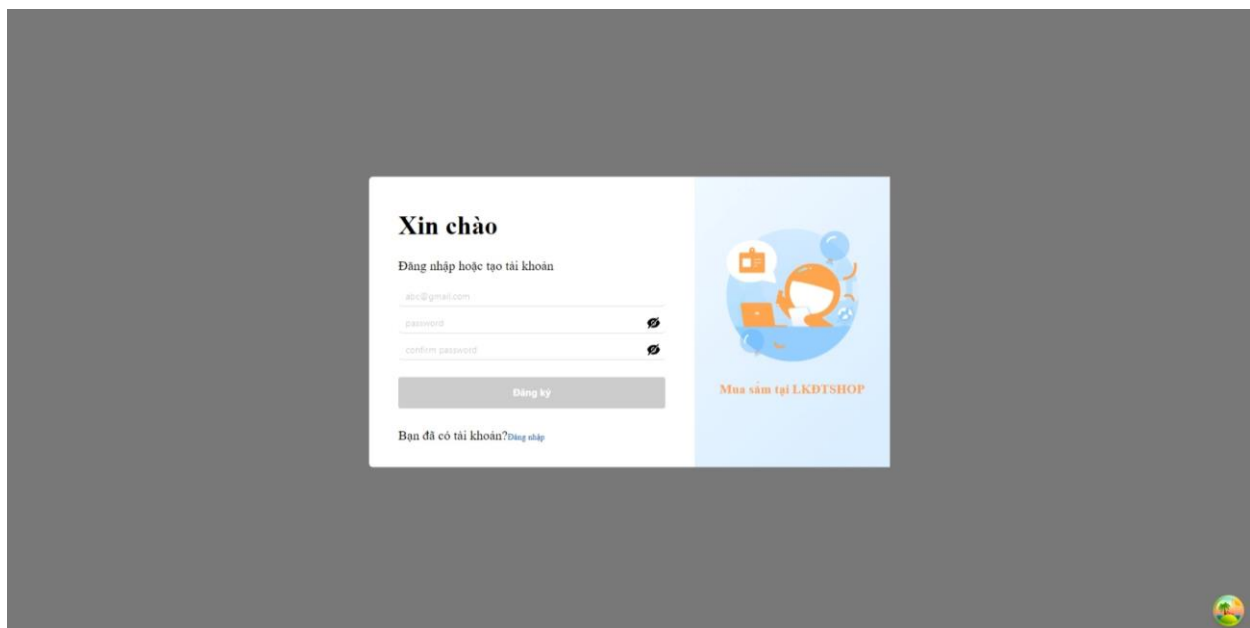 Xin chào
Đăng nhập hoặc tạo tài khoản
abc@gmail.com
password
confirm password
Đăng ký
Bạn đã có tài khoản?Đăng nhập
Mua sắm tại LKĐTSHOP